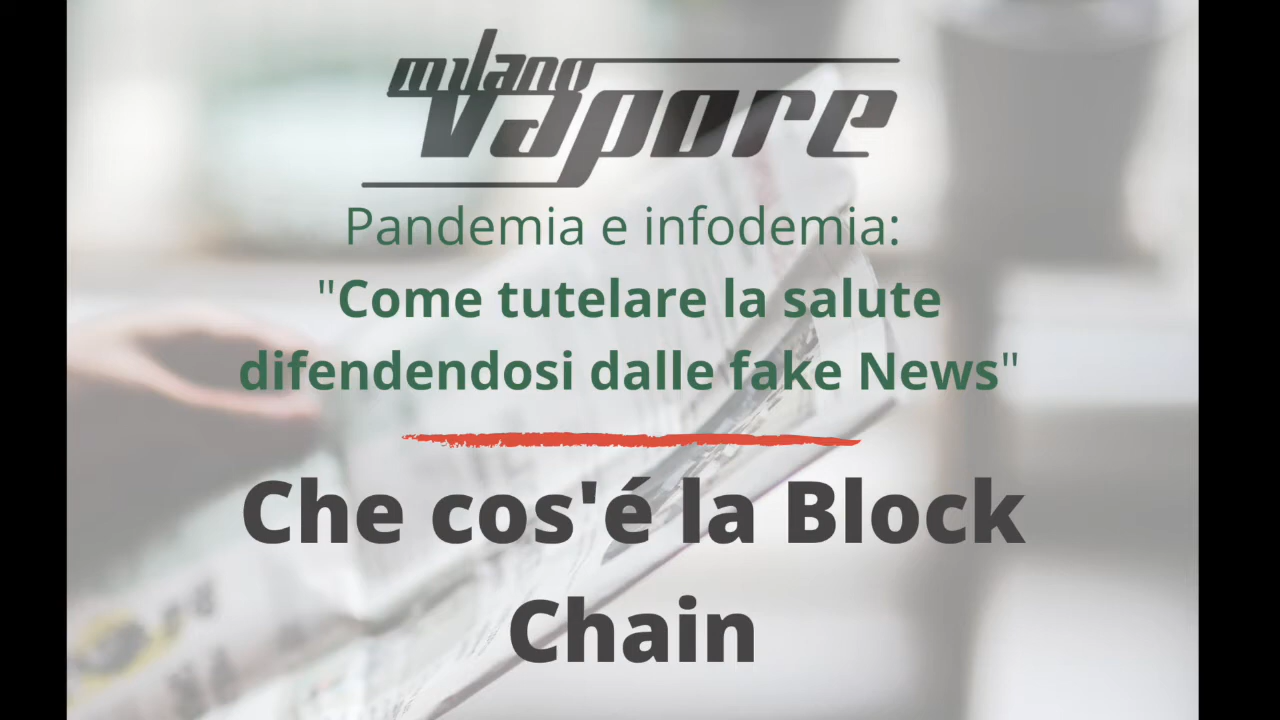 milano
vapore
Pandemia e infodemia:
"Come tutelare la salute
difendendosi dalle fake News"
Che cos'é la Block
Chain